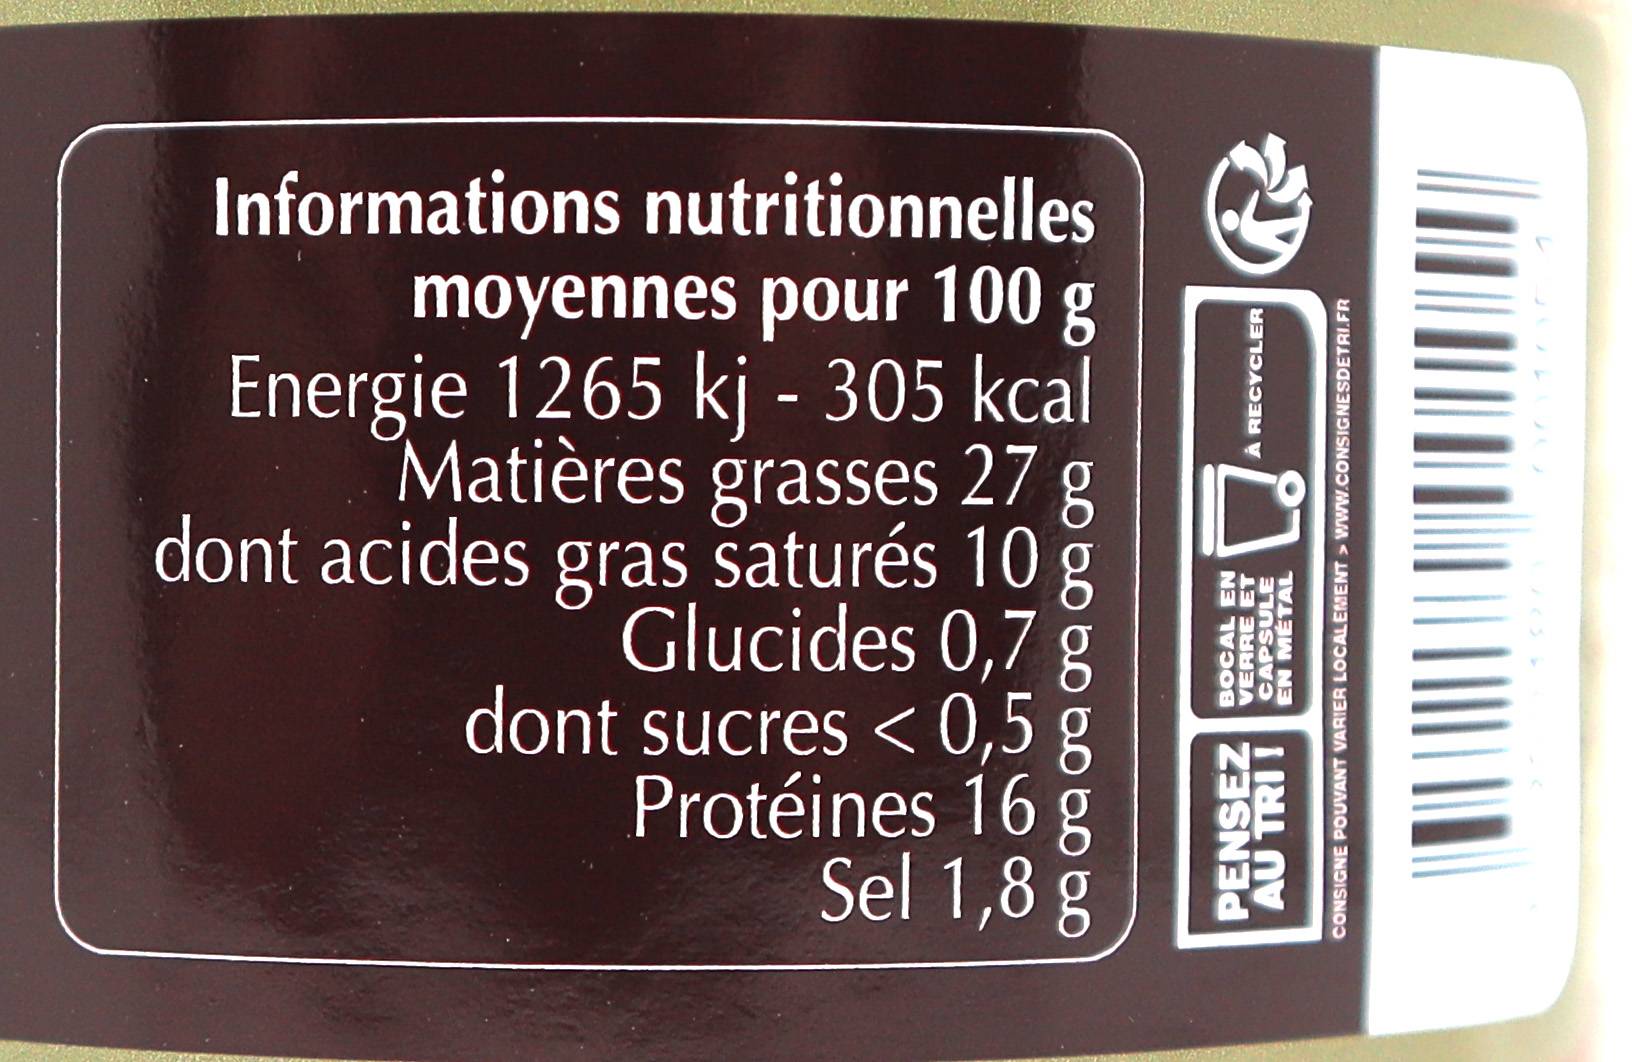 Informations nutritionnelles
moyennes pour 100 g
Energie 1265 kj - 305 kcal
Matières grasses 27 g
dont acides gras saturés 10 g
Glucides 0,7 g
dont sucres < 0,5 g
Protéines 16 g
Sel 1,8 g
PENSEZ
AU TRI !
BOCAL EN
VERRE ET
CAPSULE
EN MÉTAL
À RECYCLER
CONSIGNE POUVANT VARIER LOCALEMENT > WWW.CONSIGNESDETRI.FR